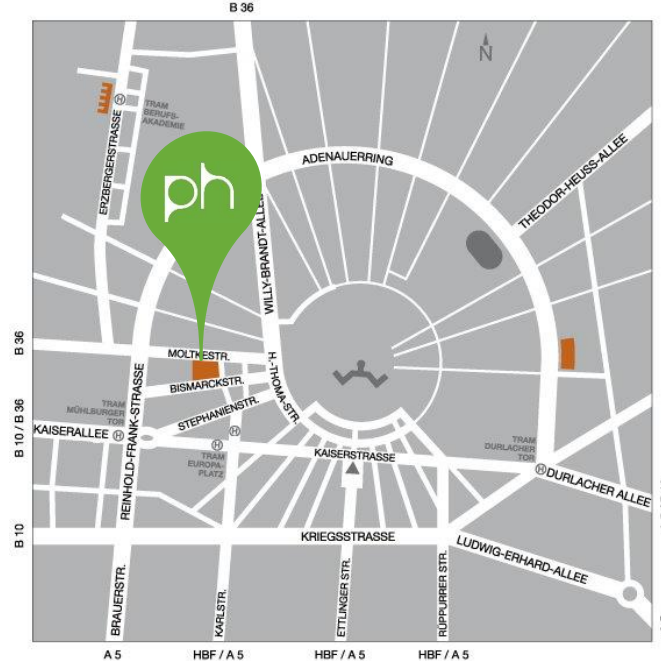 B 36
N
TRAM
BERUFS-
AKADEMIE
ERZBERGERSTRASSE
ADENAUERRING
THEODOR-HEUSS-ALLEE
ph
WILLY-BRANDT-ALLEE
B 36
MOLTKESTR.
BISMARCKSTR.
H.-THOMA-STR.
STEPHANIENSTR.
REINHOLD-FRANK-STRASSE
TRAM
MÜHLBURGER
TOR
B 10 / B 36
KAISERALLEE
TRAM
EUROPA-
PLATZ
KAISERSTRASSE
TRAM
DURLACHER
TOR
DURLACHER ALLEE
B 10
KRIEGSSTRASSE
LUDWIG-ERHARD-ALLEE
BRAUERSTR.
KARLSTR.
ETTLINGER STR.
RÜPPURRER STR.
A 5
HBF / A 5
HBF / A 5
HBF / A 5